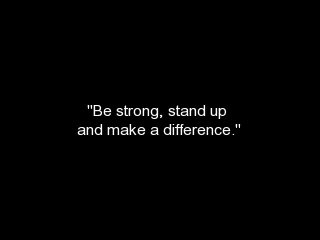 "Be strong, stand up
and make a difference."